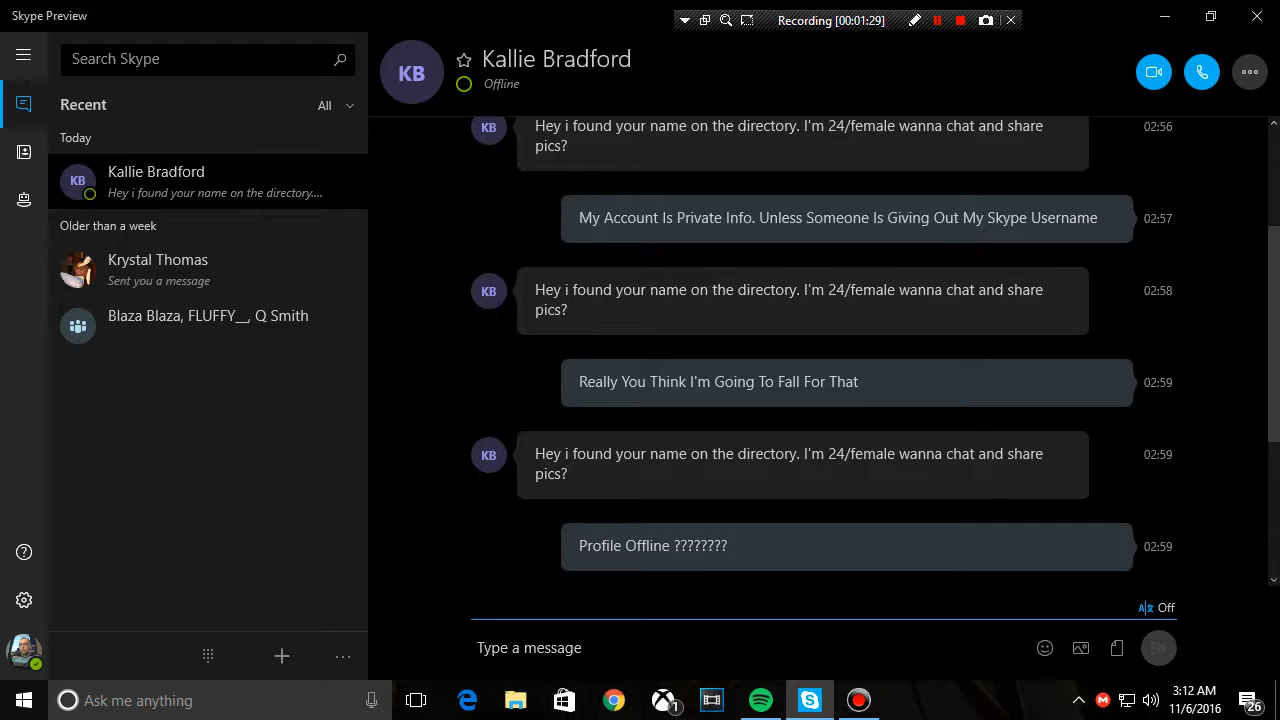 Skype Preview
Recording [00:01:29]
Search Skype
Recent
All
Today
KB
Kallie Bradford
Hey i found your name on the directory....
Older than a week
Krystal Thomas
Sent you a message
Blaza Blaza, FLUFFY__, Q Smith
KB
Kallie Bradford
Offline
KB
Hey i found your name on the directory. I'm 24/female wanna chat and share
pics?
02:56
My Account Is Private Info. Unless Someone Is Giving Out My Skype Username
02:57
KB
Hey i found your name on the directory. I'm 24/female wanna chat and share
pics?
02:58
Really You Think I'm Going To Fall For That
02:59
KB
Hey i found your name on the directory. I'm 24/female wanna chat and share
pics?
02:59
Profile Offline ????????
02:59
Off
Type a message
Ask me anything
1
3:12 AM
11/6/2016
26